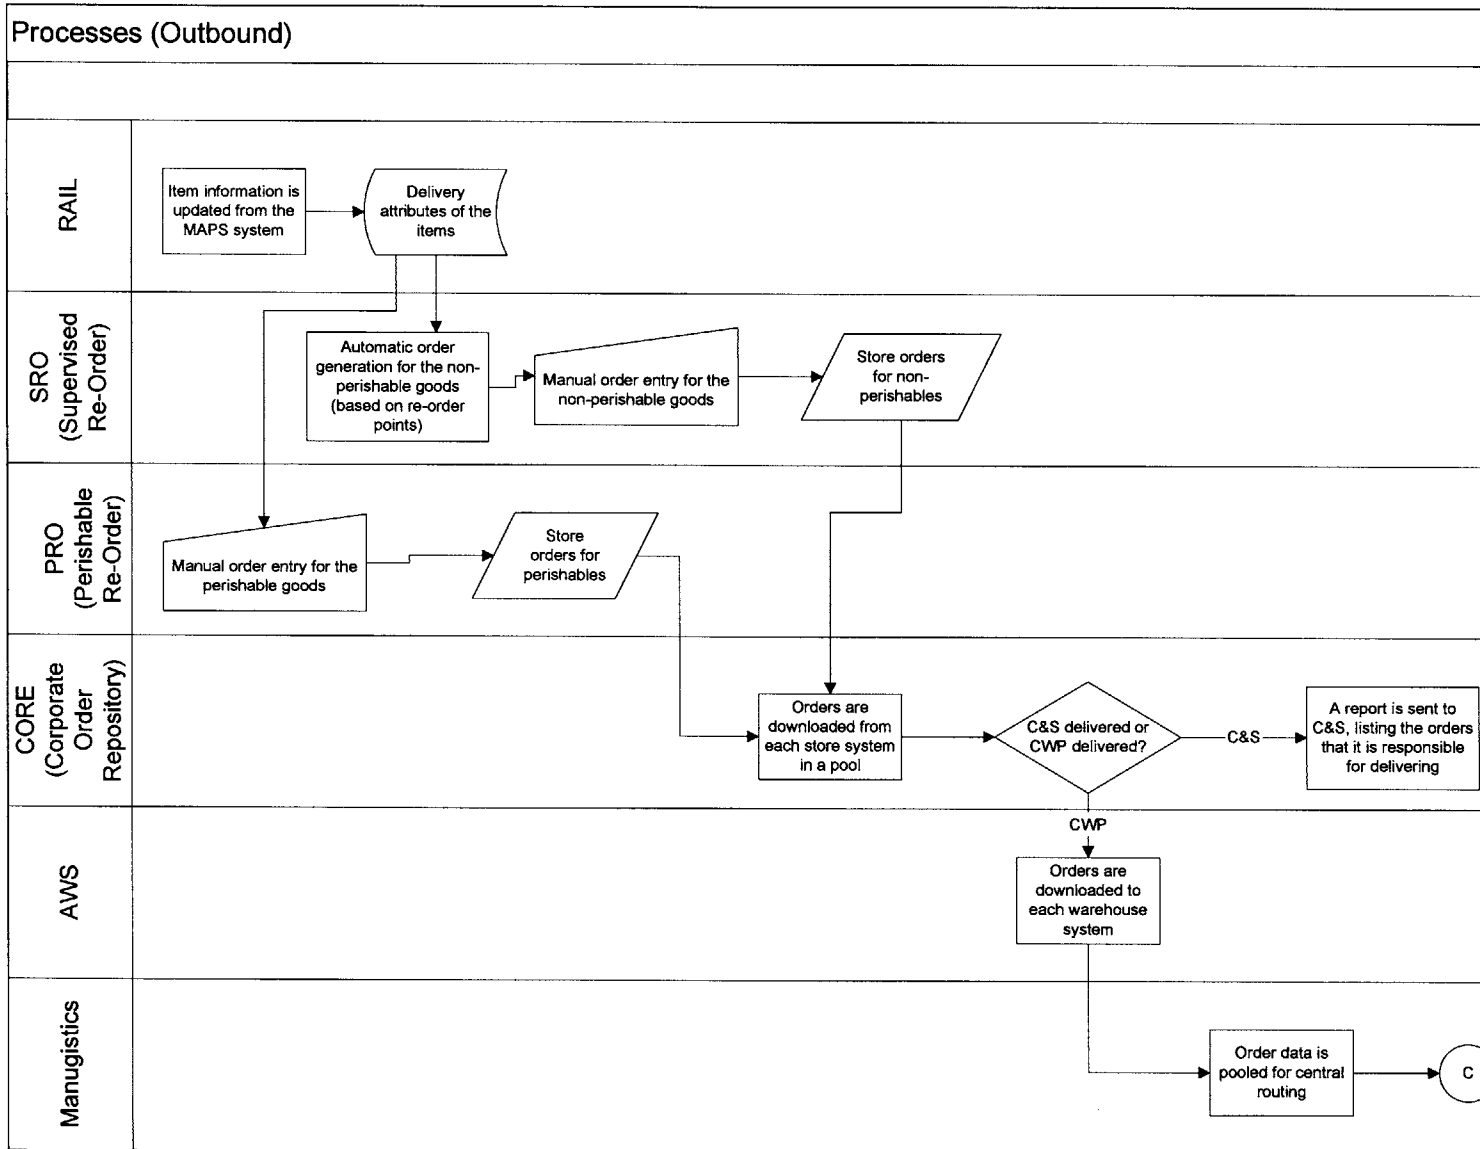 Processes (Outbound)
RAIL
Item information is
updated from the
MAPS system
Delivery
attributes of the
items
SRO
(Supervised
Re-Order)
Automatic order
generation for the non-
perishable goods
(based on re-order
points)
Manual order entry for the
non-perishable goods
Store orders
for non-
perishables
PRO
(Perishable
Re-Order)
Manual order entry for the
perishable goods
Store
orders for
perishables
CORE
(Corporate
Order
Repository)
Orders are
downloaded from
each store system
in a pool
C&S delivered or
CWP delivered?
C&S
A report is sent to
C&S, listing the orders
that it is responsible
for delivering
CWP
AWS
Orders are
downloaded to
each warehouse
system
Manugistics
Order data is
pooled for central
routing
C